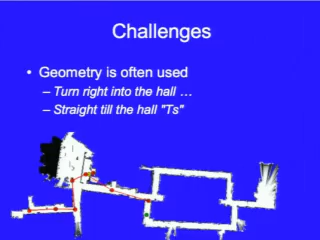 Challenges
• Geometry is often used
– Turn right into the hall …
– Straight till the hall "Ts"